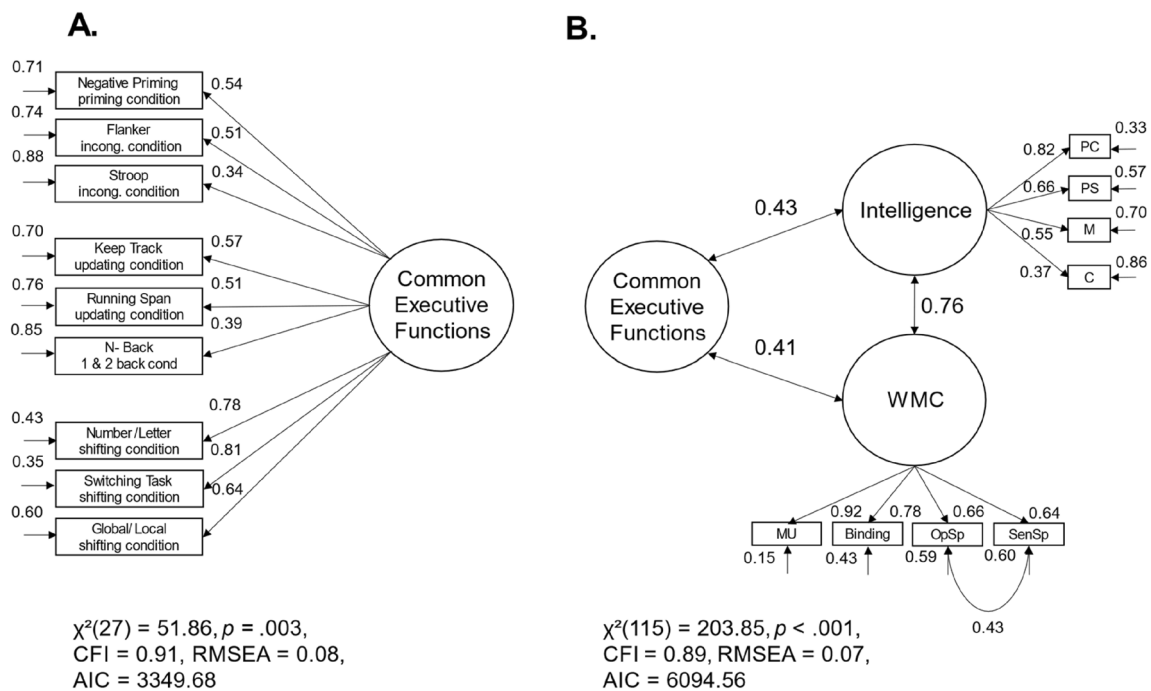 A.
0.71
Negative Priming
priming condition
0.54
0.74
Flanker
incong. condition
0.51
0.88
Stroop
incong. condition
0.34
0.70
Keep Track
updating condition
0.57
0.76
Running Span
updating condition
0.51
0.85
N- Back
1 & 2 back cond
0.39
0.43
Number/Letter
shifting condition
0.78
0.35
Switching Task
shifting condition
0.81
0.60
Global/Local
shifting condition
0.64
Common
Executive
Functions
χ²(27) = 51.86, p = .003,
CFI = 0.91, RMSEA = 0.08,
AIC = 3349.68
B.
Common
Executive
Functions
0.43
0.41
Intelligence
0.76
WMC
0.82
PC
0.33
0.66
PS
0.57
0.55
M
0.70
0.37
C
0.86
0.92
0.78
0.66
0.64
MU
Binding
OpSp
SenSp
0.15
0.43
0.59
0.60
0.43
χ²(115) = 203.85, p < .001,
CFI = 0.89, RMSEA = 0.07,
AIC = 6094.56